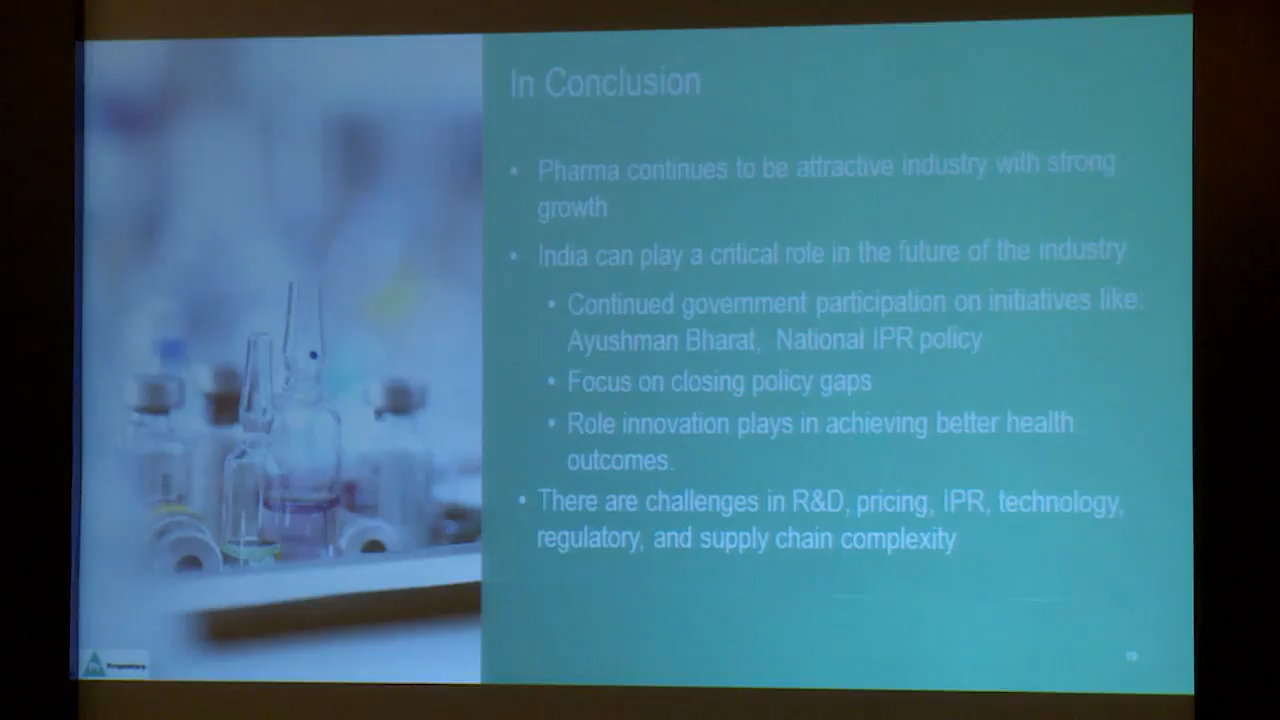 In Conclusion
• Pharma continues to be attractive industry with strong
growth
• India can play a critical role in the future of the industry
• Continued government participation on initiatives like:
Ayushman Bharat, National IPR policy
• Focus on closing policy gaps
• Role innovation plays in achieving better health
outcomes.
• There are challenges in R&D, pricing, IPR, technology,
regulatory, and supply chain complexity
Proprietary